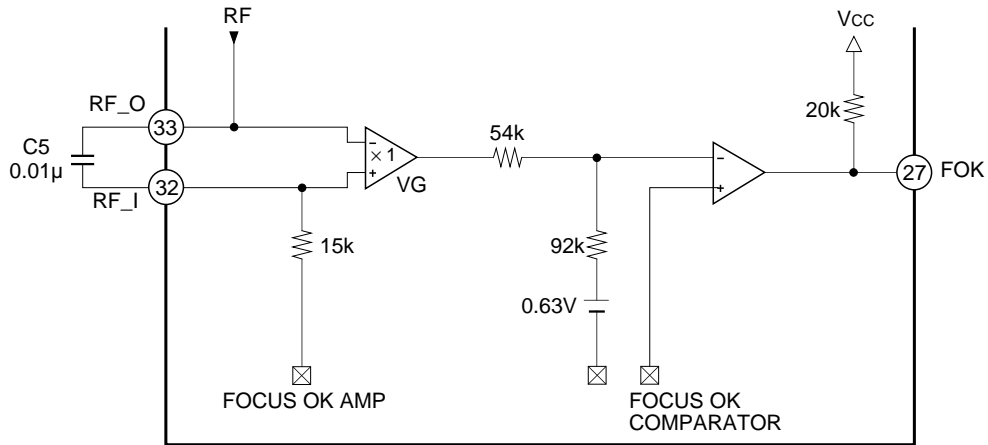 RF
VCC
RF_O
33
C5
0.01µ
32
RF_I
-
× 1
+
VG
54k
-
+
20k
27
FOK
15k
92k
0.63V
FOCUS OK AMP
FOCUS OK
COMPARATOR